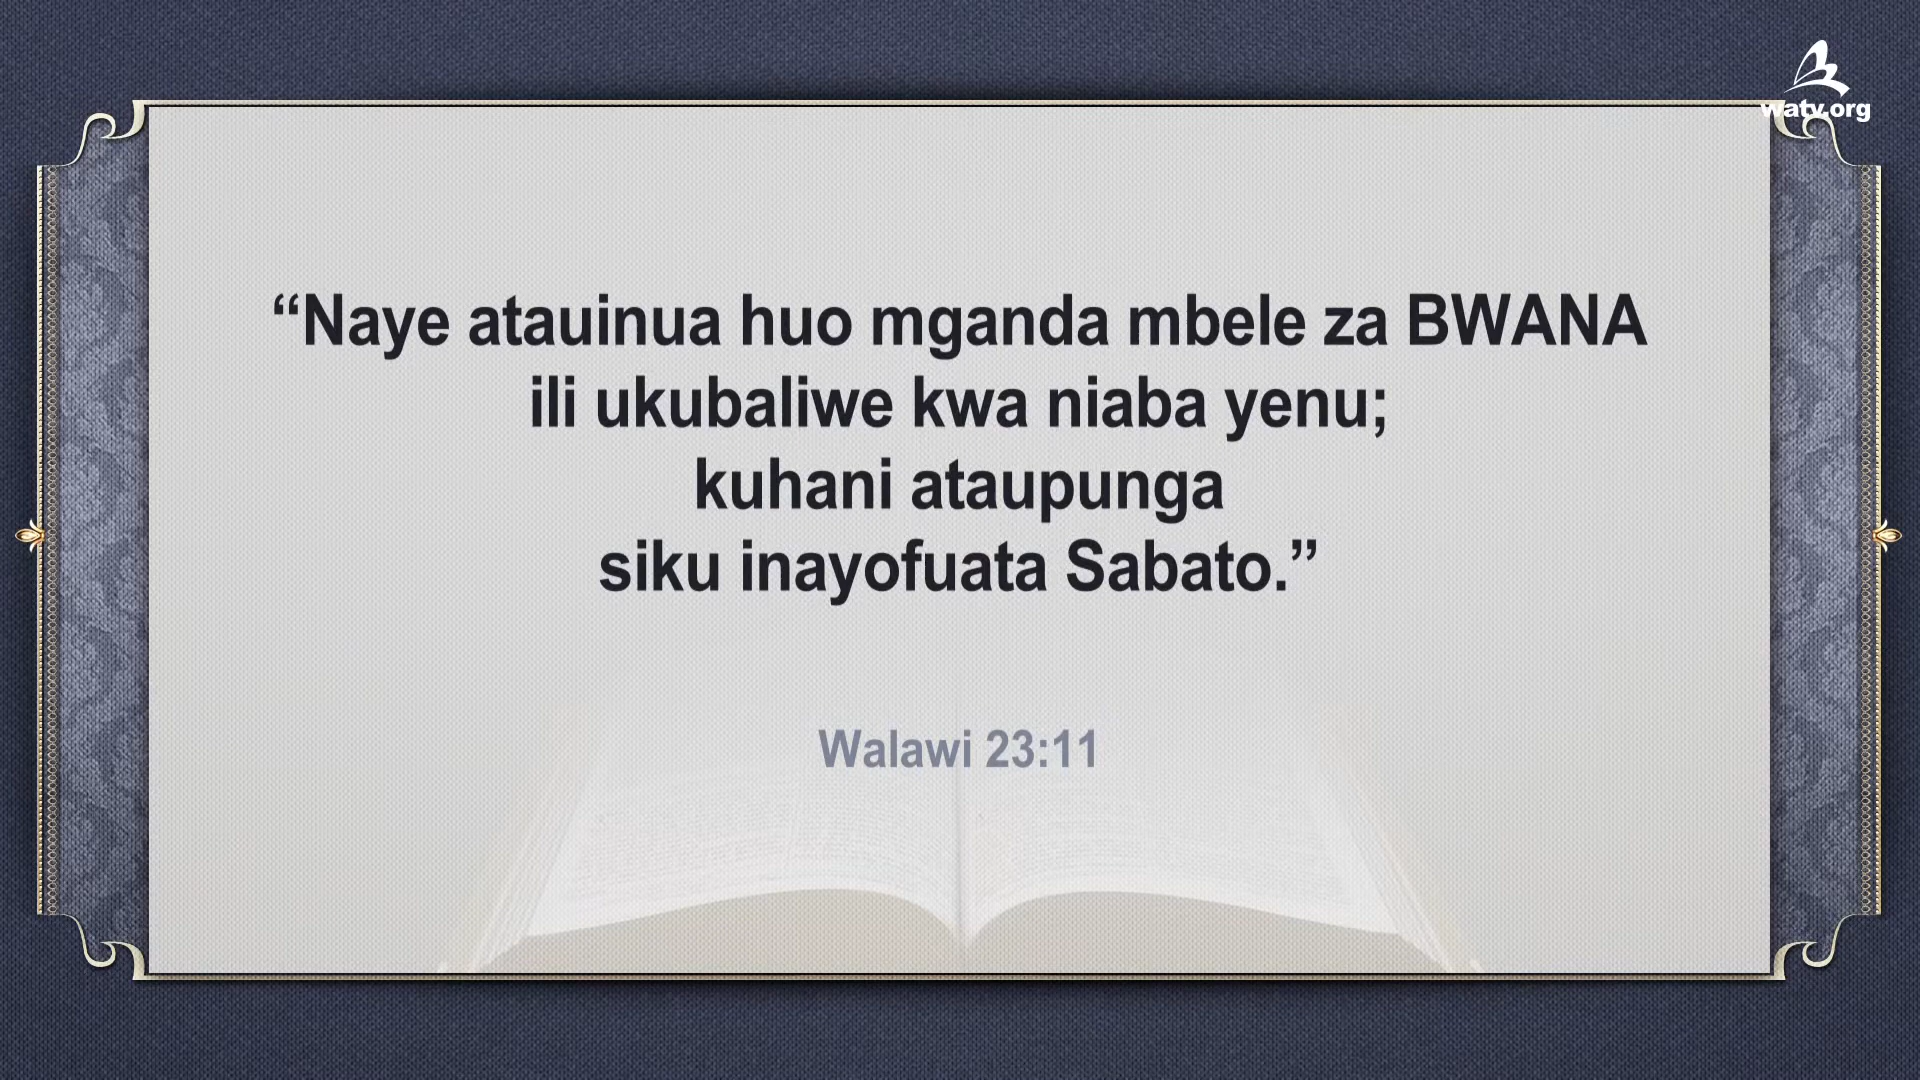 watv.org
“Naye atauinua huo mganda mbele za BWANA
ili ukubaliwe kwa niaba yenu;
kuhani ataupunga
siku inayofuata Sabato.”
Walawi 23:11